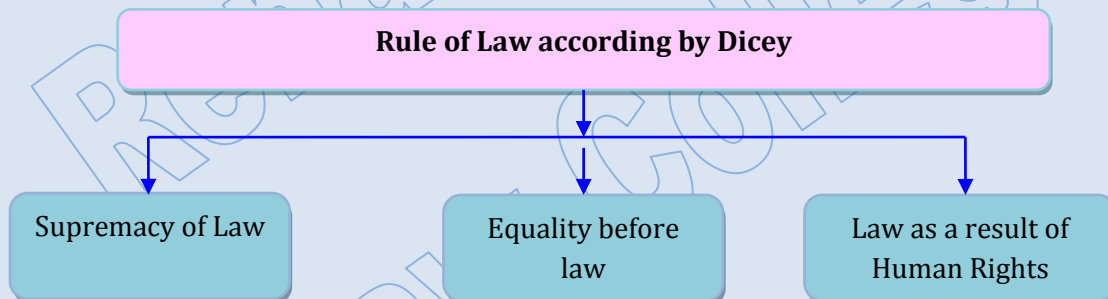 Rule of Law according by Dicey
Supremacy of Law
Equality before
law
Law as a result of
Human Rights